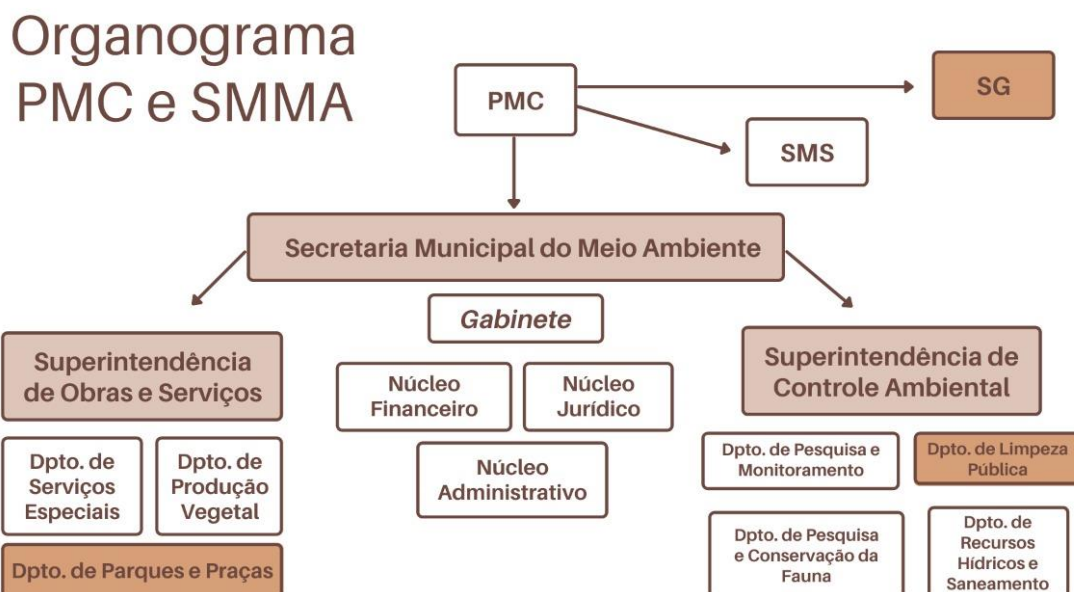 Organograma
PMC e SMMA
PMC
SG
SMS
Secretaria Municipal do Meio Ambiente
Gabinete
Superintendência
de Obras e Serviços
Núcleo
Financeiro
Núcleo
Jurídico
Núcleo
Administrativo
Superintendência de
Controle Ambiental
Dpto. de
Serviços
Especiais
Dpto. de
Produção
Vegetal
Dpto. de Parques e Praças
Dpto. de Pesquisa e
Monitoramento
Dpto. de Limpeza
Pública
Dpto. de Pesquisa
e Conservação da
Fauna
Dpto. de
Recursos
Hídricos e
Saneamento